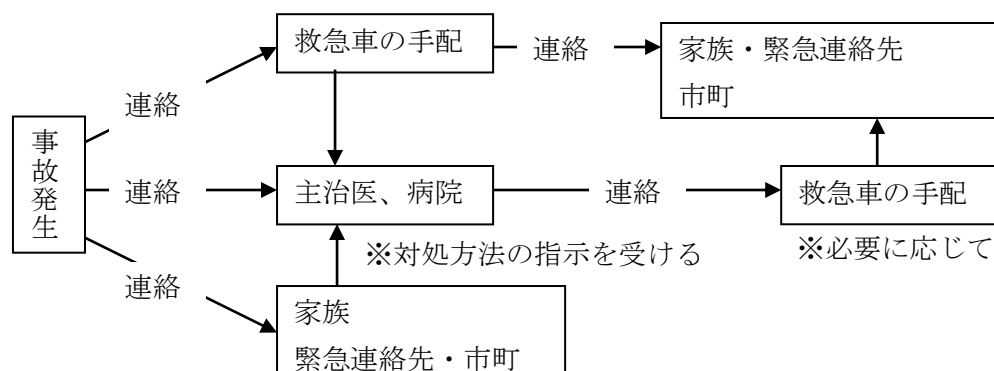 救急車の手配
連絡
家族・緊急連絡先
市町
連絡
事故発生
連絡
主治医、病院
連絡
救急車の手配
※対処方法の指示を受ける
※必要に応じて
連絡
家族
緊急連絡先・市町